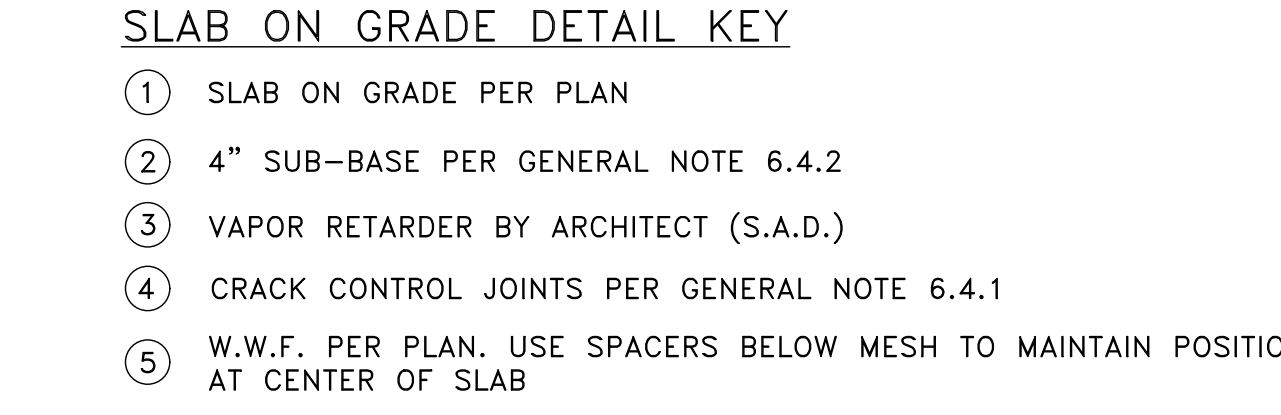 SLAB ON GRADE DETAIL KEY
1 SLAB ON GRADE PER PLAN
2 4” SUB-BASE PER GENERAL NOTE 6.4.2
3 VAPOR RETARDER BY ARCHITECT (S.A.D.)
4 CRACK CONTROL JOINTS PER GENERAL NOTE 6.4.1
5 W.W.F. PER PLAN. USE SPACERS BELOW MESH TO MAINTAIN
AT CENTER OF SLAB